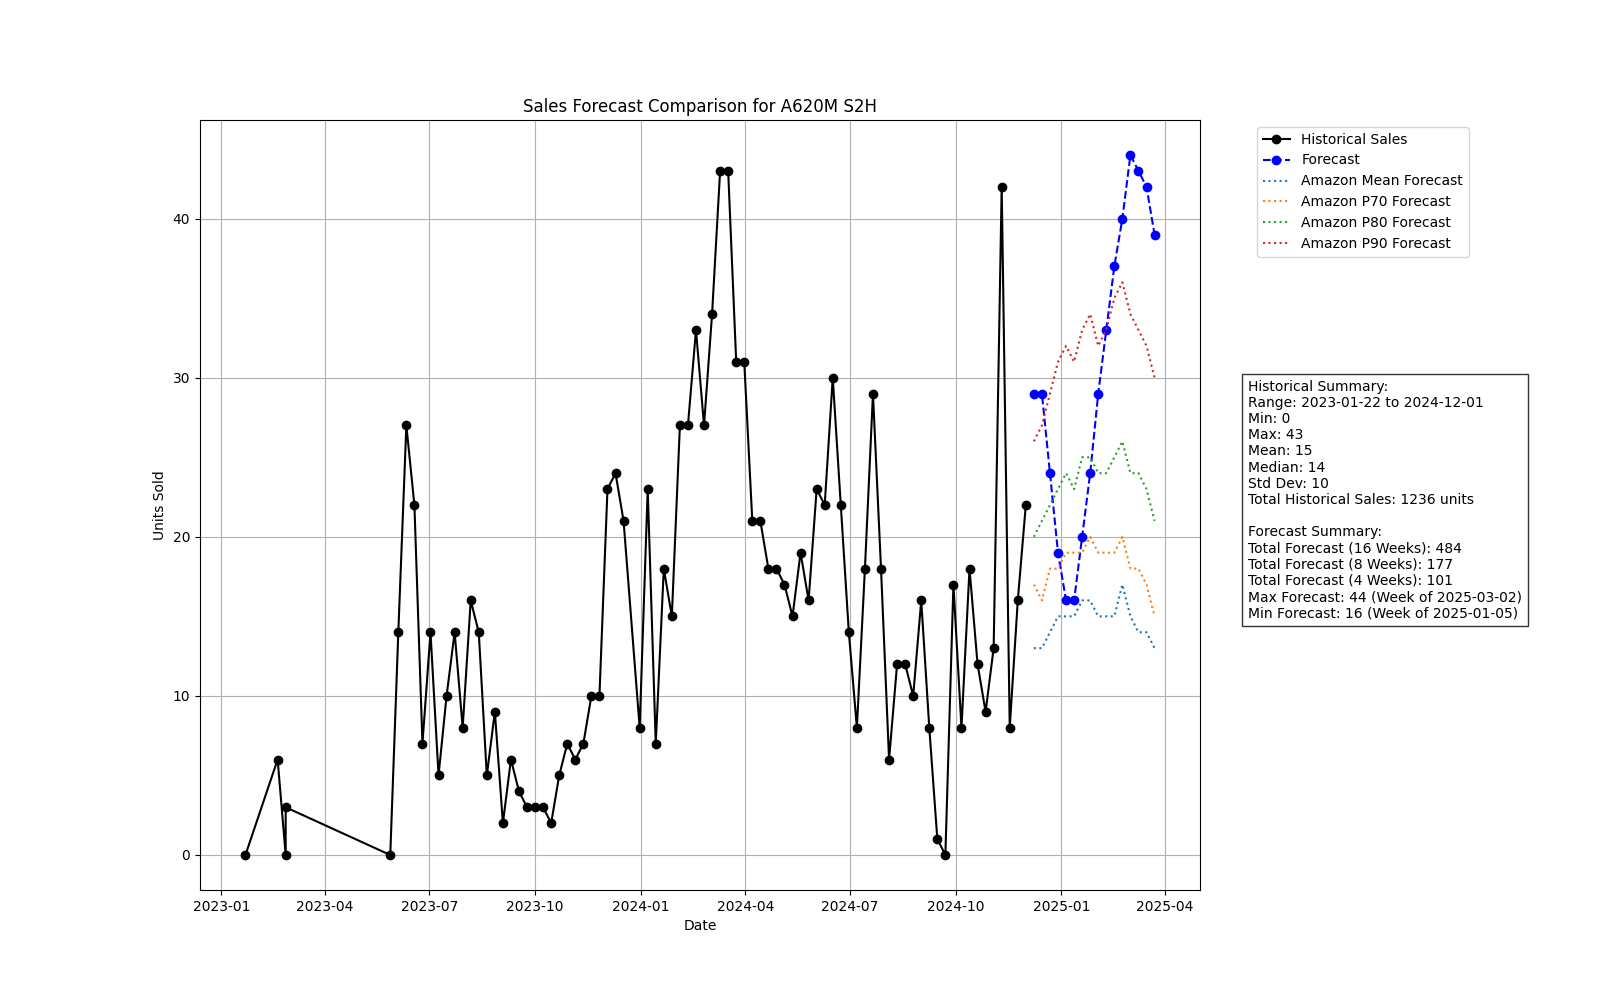 Sales Forecast Comparison for A620M S2H
Units Sold
40
30
20
10
0
2023-01
2023-04
2023-07
2023-10
2024-01
2024-04
2024-07
2024-10
2025-01
2025-04
Date
Historical Sales
Forecast
Amazon Mean Forecast
Amazon P70 Forecast
Amazon P80 Forecast
Amazon P90 Forecast
Historical Summary:
Range: 2023-01-22 to 2024-12-01
Min: 0
Max: 43
Mean: 15
Median: 14
Std Dev: 10
Total Historical Sales: 1236 units
Forecast Summary:
Total Forecast (16 Weeks): 484
Total Forecast (8 Weeks): 177
Total Forecast (4 Weeks): 101
Max Forecast: 44 (Week of 2025-03-02)
Min Forecast: 16 (Week of 2025-01-05)